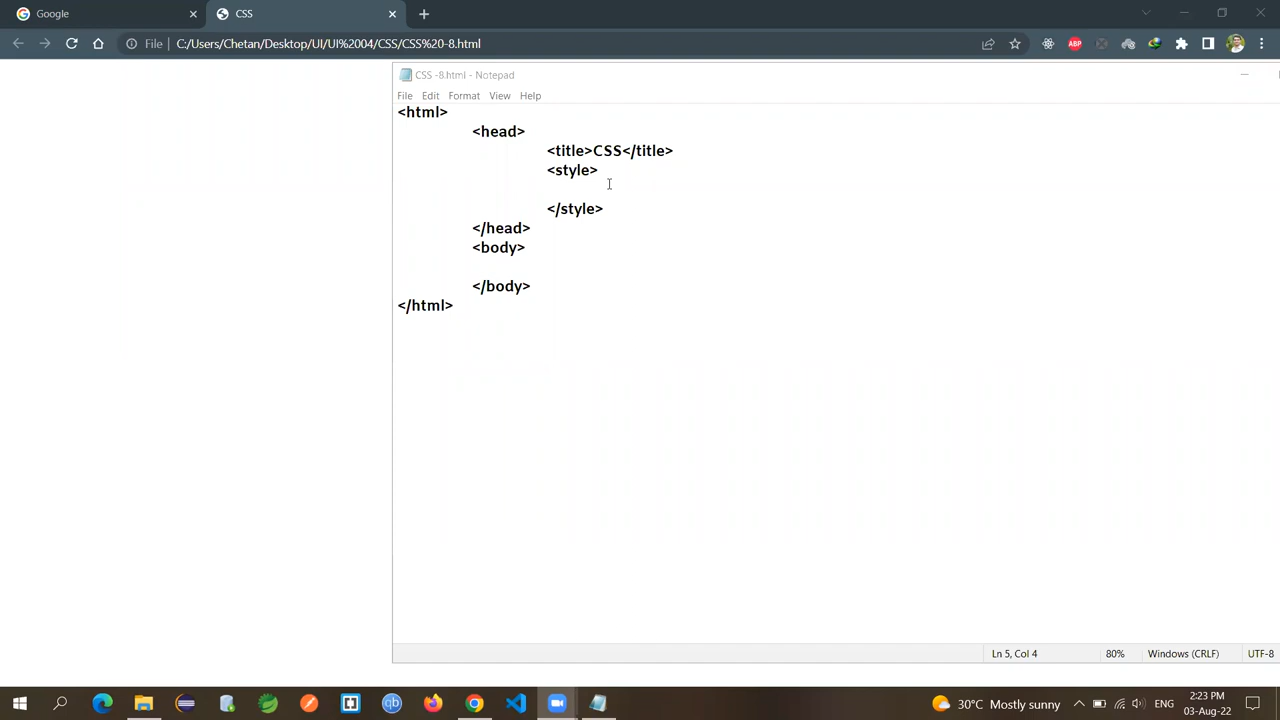 Google
CSS
File
C:/Users/Chetan/Desktop/UI/UI%2004/CSS/CSS%20-8.html
ABP
CSS -8.html - Notepad
File Edit Format View Help
<html>
<head>
<title>CSS</title>
<style>
</style>
</head>
<body>
</body>
</html>
Ln 5, Col 4 80% Windows (CRLF) UTF-8
qb
30°C Mostly sunny
ENG
2:23 PM
03-Aug-22